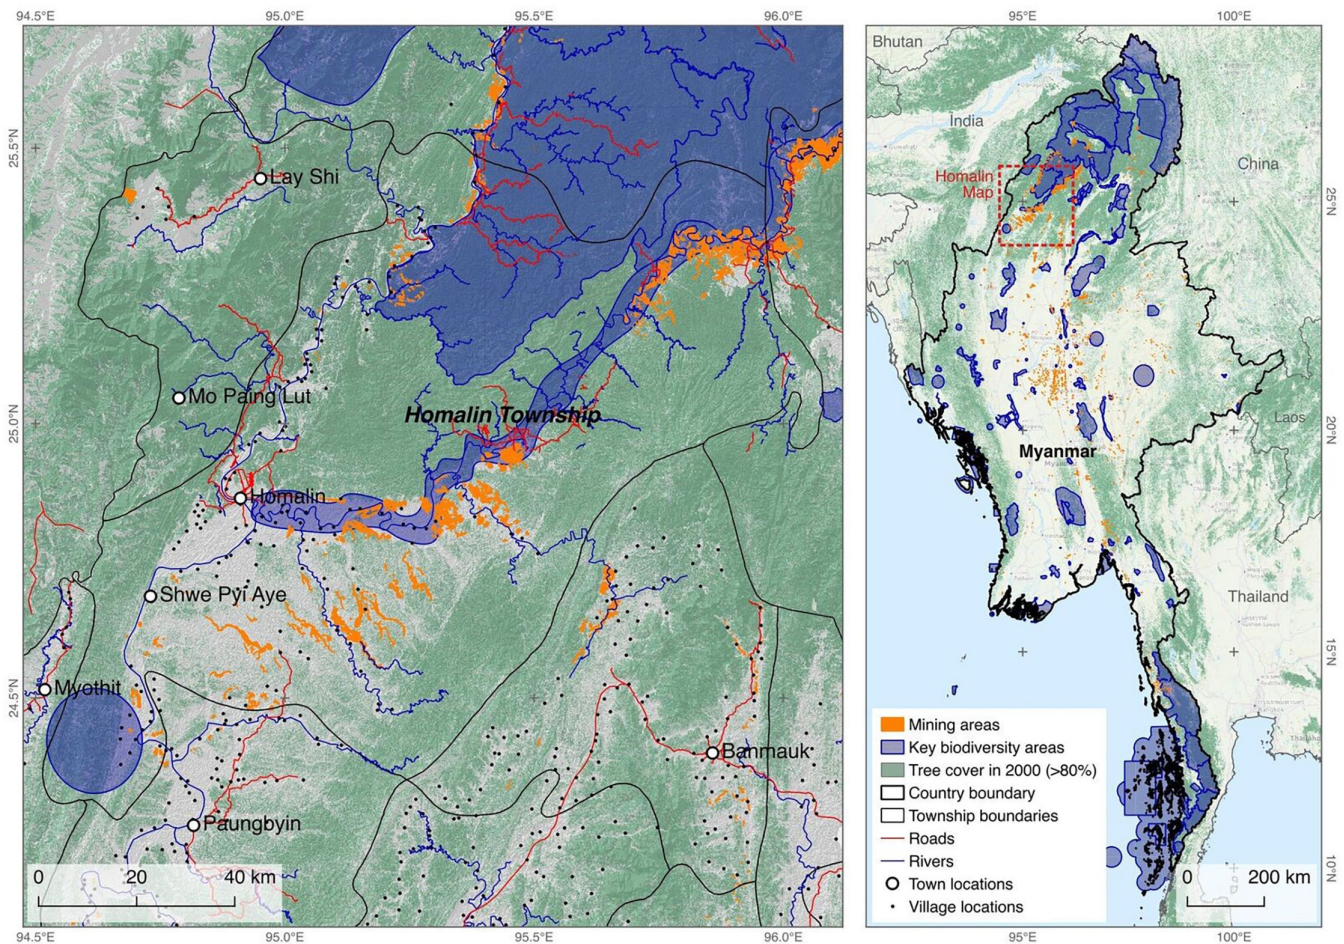 94.5°E
95.0°E
95.5°E
96.0°E
25.5°N
25.0°N
24.5°N
Lay Shi
Mo Paing Lut
Homalin Township
Homalin
Shwe Pyi Aye
Myothit
Banmauk
Paungbyin
0 20 40 km
94.5°E
95.0°E
95.5°E
96.0°E
95°E
100°E
Bhutan
India
China
Homalin
Map
25°N
Laos
20°N
Myanmar
Thailand
15°N
10°N
Mining areas
Key biodiversity areas
Tree cover in 2000 (>80%)
Country boundary
Township boundaries
Roads
Rivers
Town locations
Village locations
0 200 km
95°E
100°E